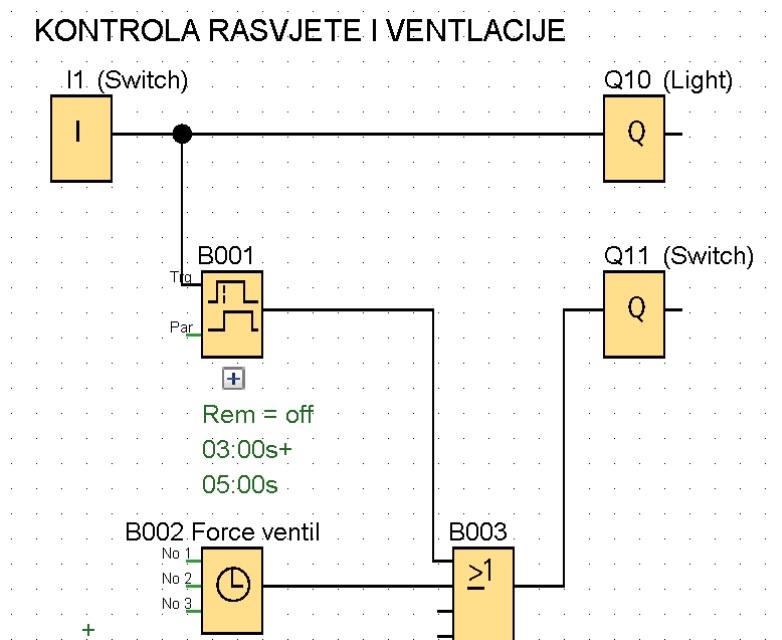 KONTROLA RASVJETE I VENTLACIJE
I1 (Switch)
Q10 (Light)
I
Q
B001
Q11 (Switch)
Trg
Q
Par
+
Rem = off
03:00s+
05:00s
B002 Force ventil
B003
No 1
≥1
No 2
No 3
+